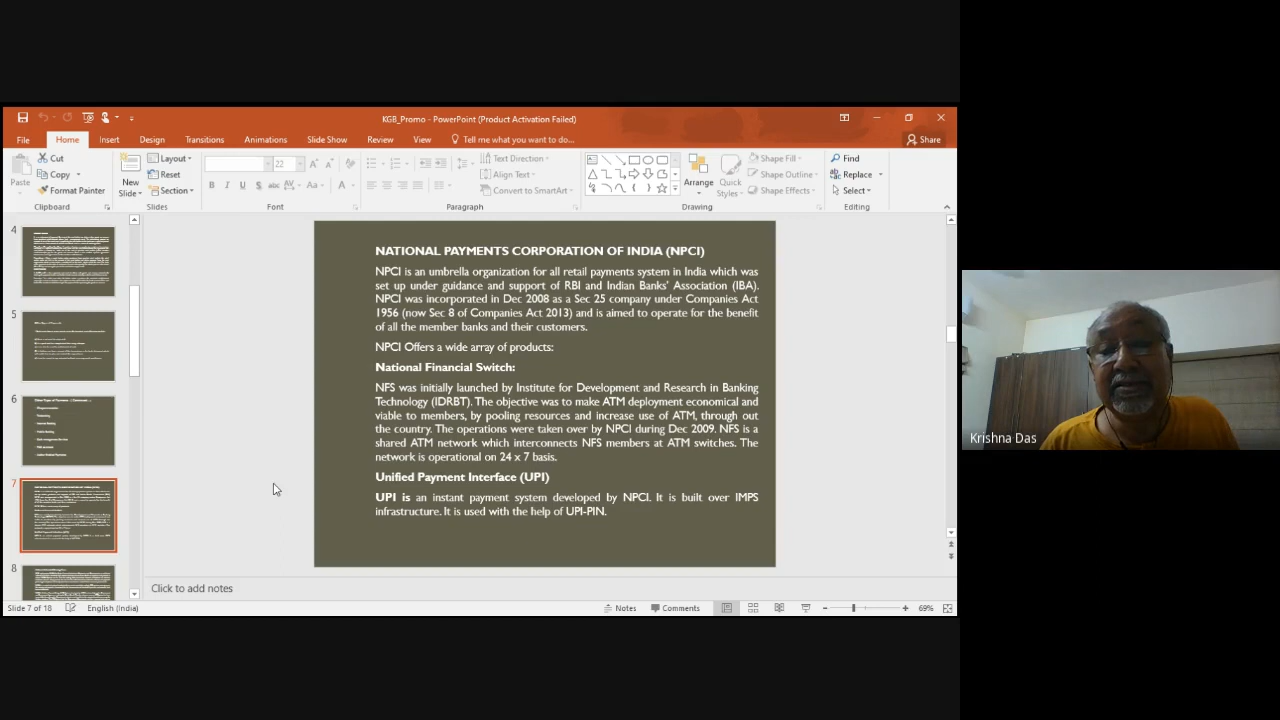 KGB_Promo - PowerPoint (Product Activation Failed)
File Home Insert Design Transitions Animations Slide Show Review View Tell me what you want to do... Share
Paste
Cut
Copy
Format Painter
Clipboard
New
Slide
Layout
Reset
Section
Slides
22
Font
Text Direction
Align Text
Convert to SmartArt
Paragraph
Arrange
Quick
Styles
Shape Fill
Shape Outline
Shape Effects
Drawing
Find
Replace
Select
Editing
4
5
6
7
8
NATIONAL PAYMENTS CORPORATION OF INDIA (NPCI)
NPCI is an umbrella organization for all retail payments system in India which was
set up under guidance and support of RBI and Indian Banks' Association (IBA).
NPCI was incorporated in Dec 2008 as a Sec 25 company under Companies Act
1956 (now Sec 8 of Companies Act 2013) and is aimed to operate for the benefit
of all the member banks and their customers.
NPCI Offers a wide array of products:
National Financial Switch:
NFS was initially launched by Institute for Development and Research in Banking
Technology (IDRBT). The objective was to make ATM deployment economical and
viable to members, by pooling resources and increase use of ATM, through out
the country. The operations were taken over by NPCI during Dec 2009. NFS is a
shared ATM network which interconnects NFS members at ATM switches. The
network is operational on 24 x 7 basis.
Unified Payment Interface (UPI)
UPI is an instant payment system developed by NPCI. It is built over IMPS
infrastructure. It is used with the help of UPI-PIN.
Click to add notes
Slide 7 of 18 English (India) Notes Comments 69%
Krishna Das